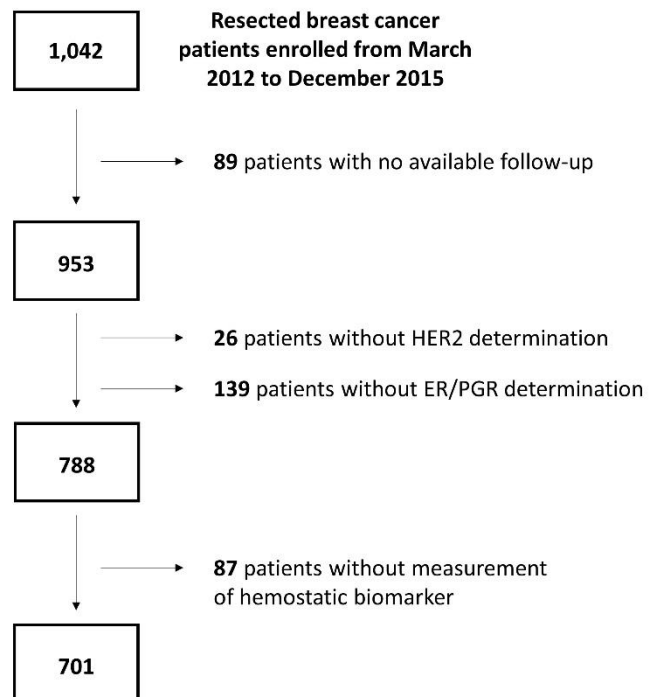 1,042
Resected breast cancer
patients enrolled from March
2012 to December 2015
89 patients with no available follow-up
953
26 patients without HER2 determination
139 patients without ER/PGR determination
788
87 patients without measurement
of hemostatic biomarker
701